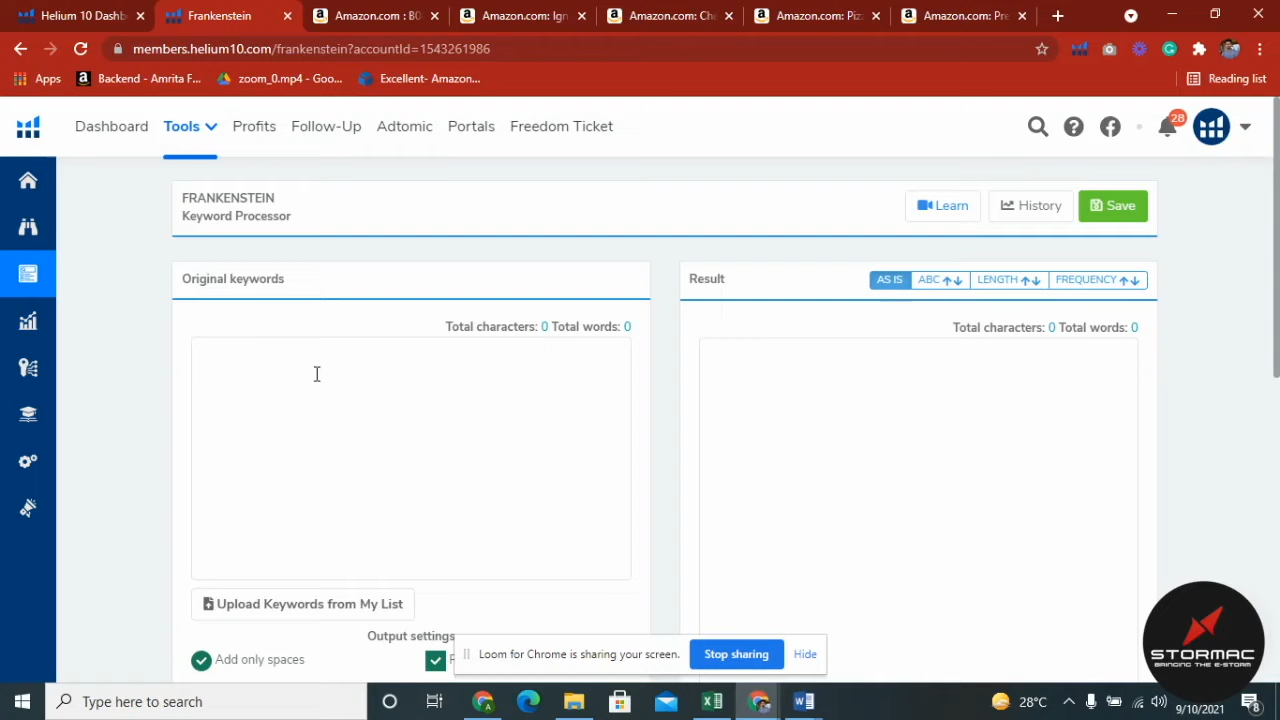 Helium 10 Dashb
Frankenstein
Amazon.com : B0
Amazon.com: Ign
Amazon.com: Che
Amazon.com: Piz
Amazon.com: Pre
members.helium10.com/frankenstein?accountId=1543261986
Apps
Backend - Amrita F...
zoom_0.mp4 - Goo...
Excellent- Amazon...
Reading list
Dashboard
Tools
Profits
Follow-Up
Adtomic
Portals
Freedom Ticket
28
FRANKENSTEIN
Keyword Processor
Learn
History
Save
Original keywords
Result
AS IS
ABC
LENGTH
FREQUENCY
Total characters: 0 Total words: 0
Total characters: 0 Total words: 0
Upload Keywords from My List
Output settings
Loom for Chrome is sharing your screen.
Stop sharing
Hide
Add only spaces
STORMAC
BRINGING THE E-STORM
Type here to search
28°C
9/10/2021
8